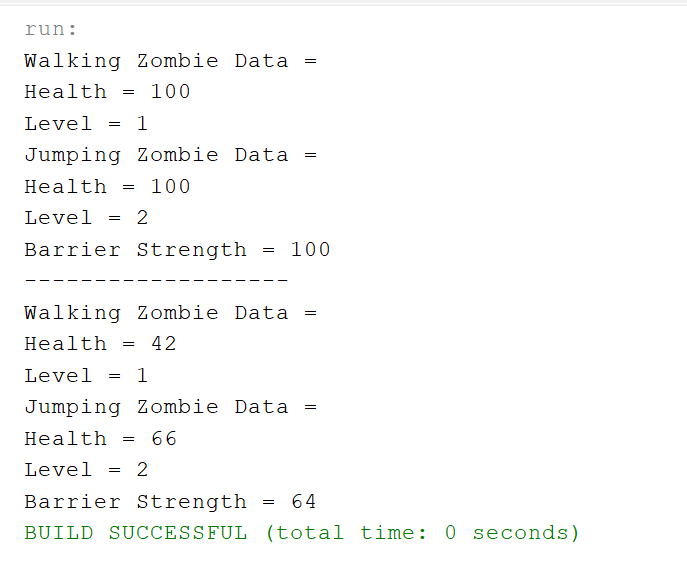 run:
Walking Zombie Data =
Health = 100
Level = 1
Jumping Zombie Data =
Health = 100
Level = 2
Barrier Strength = 100
-------------------
Walking Zombie Data =
Health = 42
Level = 1
Jumping Zombie Data =
Health = 66
Level = 2
Barrier Strength = 64
BUILD SUCCESSFUL (total time: 0 seconds)